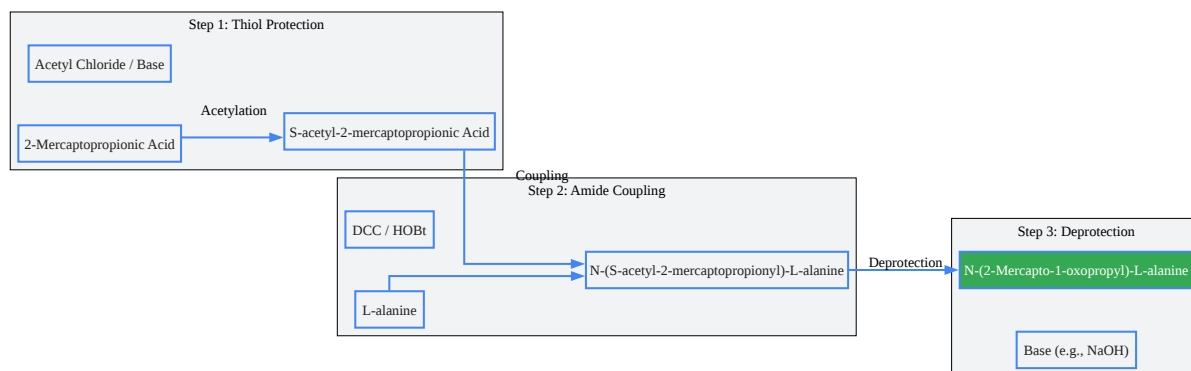 Step 1: Thiol Protection
Acetyl Chloride / Base
Acetylation
2-Mercaptopropionic Acid
S-acetyl-2-mercaptopropionic Acid
Coupling
Step 2: Amide Coupling
DCC / HOBt
L-alanine
N-(S-acetyl-2-mercaptopropionyl)-L-alanine
Deprotection
Step 3: Deprotection
N-(2-Mercapto-1-oxopropyl)-L-alanine
Base (e.g., NaOH)